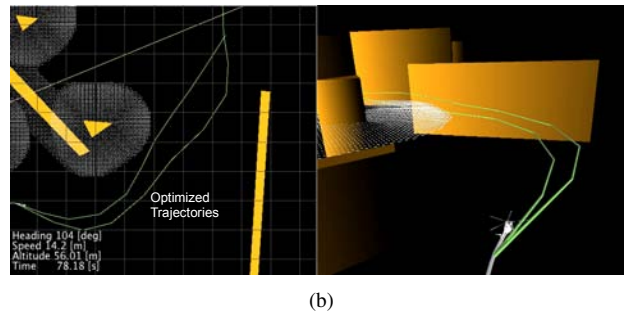 Optimized
Trajectories
Heading 104 [deg]
Speed 14.2 [m]
Altitude 56.01 [m]
Time 78.18 [s]
(b)